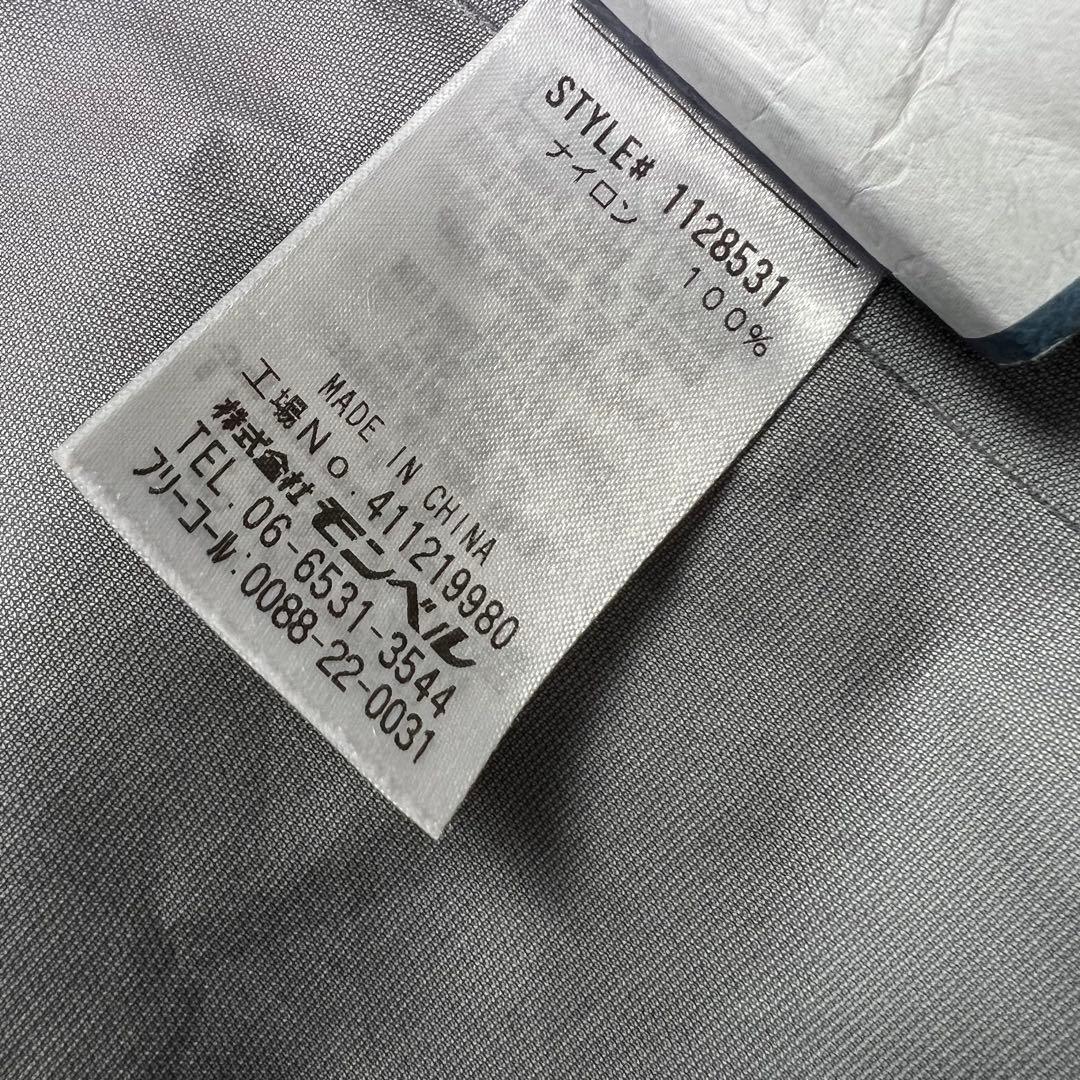 STYLE# 1128531
ナイロン 100%
MADE IN CHINA
工場No.411219980
株式会社モンベル
TEL.06-6531-3544
フリーコール:0088-22-0031